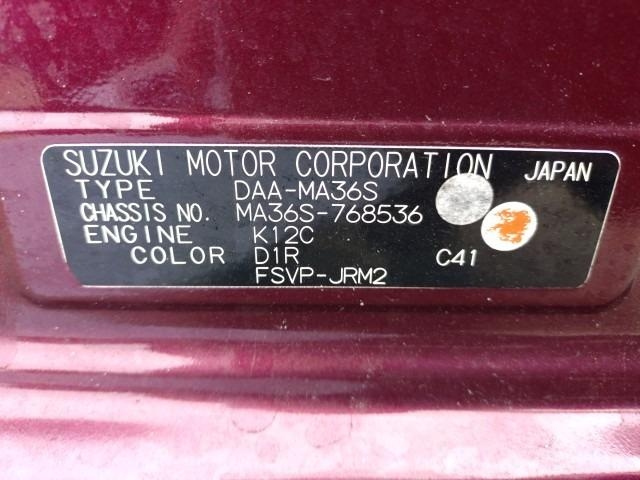 SUZUKI MOTOR CORPORATION JAPAN
TYPE DAA-MA36S
CHASSIS NO. MA36S-768536
ENGINE K12C
COLOR D1R C41
FSVP-JRM2